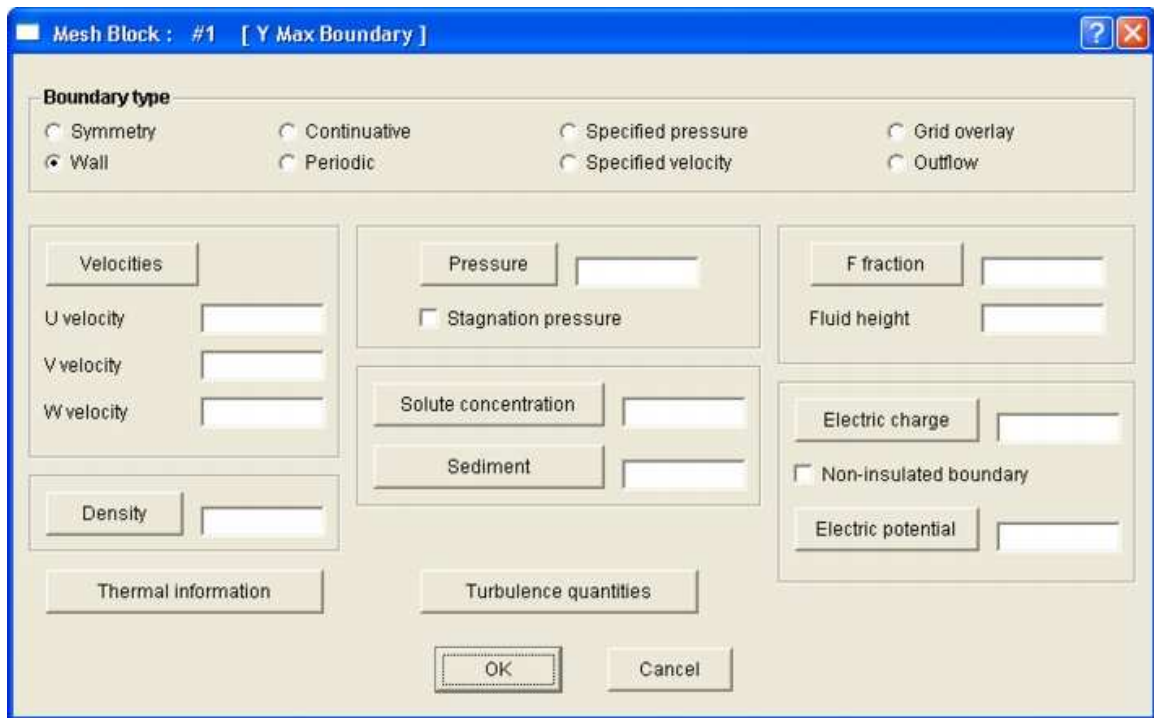 Mesh Block : #1 [ Y Max Boundary ]
Boundary type
Symmetry Continuative Specified pressure Grid overlay
Wall Periodic Specified velocity Outflow
Velocities
U velocity
V velocity
W velocity
Density
Thermal information
Pressure
Stagnation pressure
Solute concentration
Sediment
Turbulence quantities
F fraction
Fluid height
Electric charge
Non-insulated boundary
Electric potential
OK Cancel